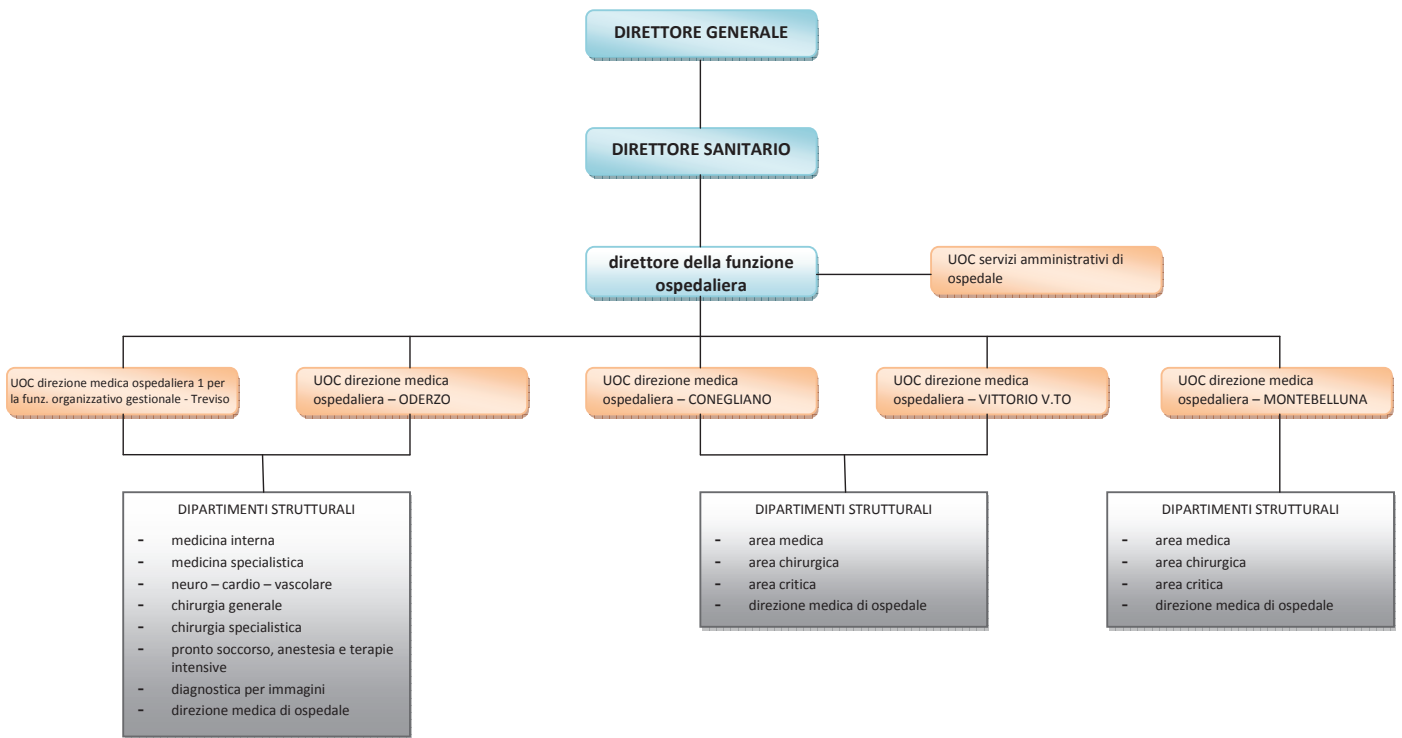 DIRETTORE GENERALE
DIRETTORE SANITARIO
direttore della funzione
ospedaliera
UOC servizi amministrativi di
ospedale
UOC direzione medica ospedaliera 1 per
la funz. organizzativo gestionale - Treviso
UOC direzione medica
ospedaliera – ODERZO
UOC direzione medica
ospedaliera – CONEGLIANO
UOC direzione medica
ospedaliera – VITTORIO V.TO
UOC direzione medica
ospedaliera – MONTEBELLUNA
DIPARTIMENTI STRUTTURALI
- medicina interna
- medicina specialistica
- neuro – cardio – vascolare
- chirurgia generale
- chirurgia specialistica
- pronto soccorso, anestesia e terapie
intensive
- diagnostica per immagini
- direzione medica di ospedale
DIPARTIMENTI STRUTTURALI
- area medica
- area chirurgica
- area critica
- direzione medica di ospedale
DIPARTIMENTI STRUTTURALI
- area medica
- area chirurgica
- area critica
- direzione medica di ospedale